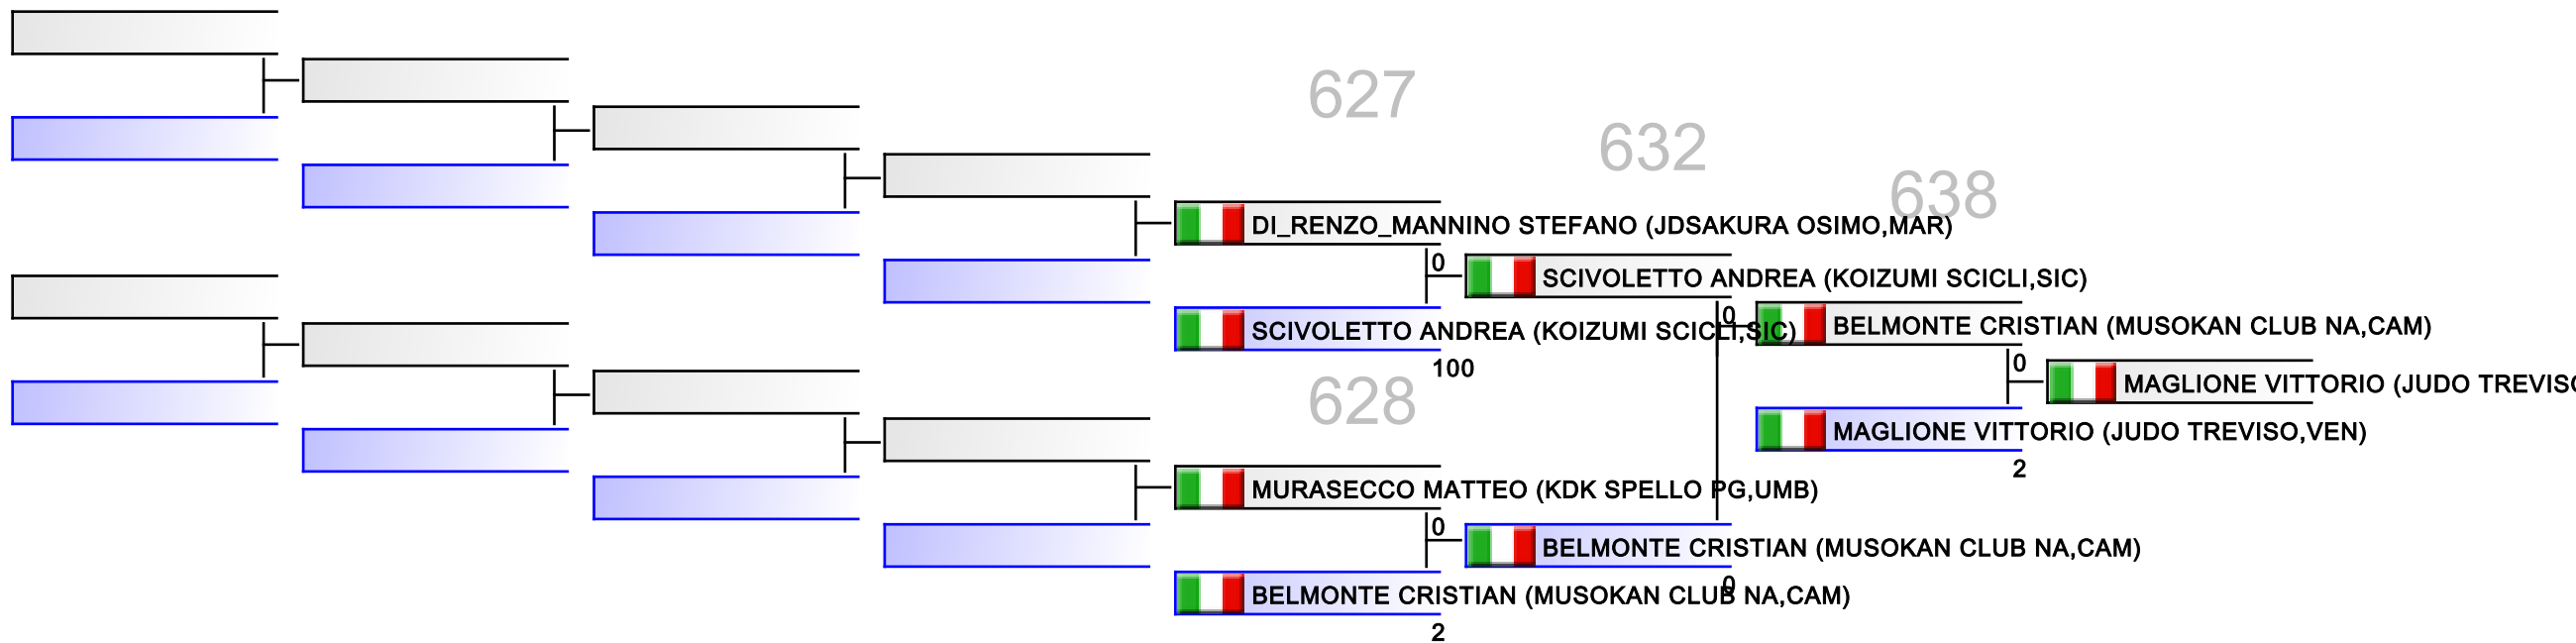 627
632
638
DI_RENZO_MANNINO STEFANO (JDSAKURA OSIMO,MAR)
0
SCIVOLETTO ANDREA (KOIZUMI SCICLI,SIC)
0
BELMONTE CRISTIAN (MUSOKAN CLUB NA,CAM)
SCIVOLETTO ANDREA (KOIZUMI SCICLI,SIC)
100
0
MAGLIONE VITTORIO (JUDO TREVISO
628
MAGLIONE VITTORIO (JUDO TREVISO,VEN)
2
MURASECCO MATTEO (KDK SPELLO PG,UMB)
0
BELMONTE CRISTIAN (MUSOKAN CLUB NA,CAM)
0
BELMONTE CRISTIAN (MUSOKAN CLUB NA,CAM)
2